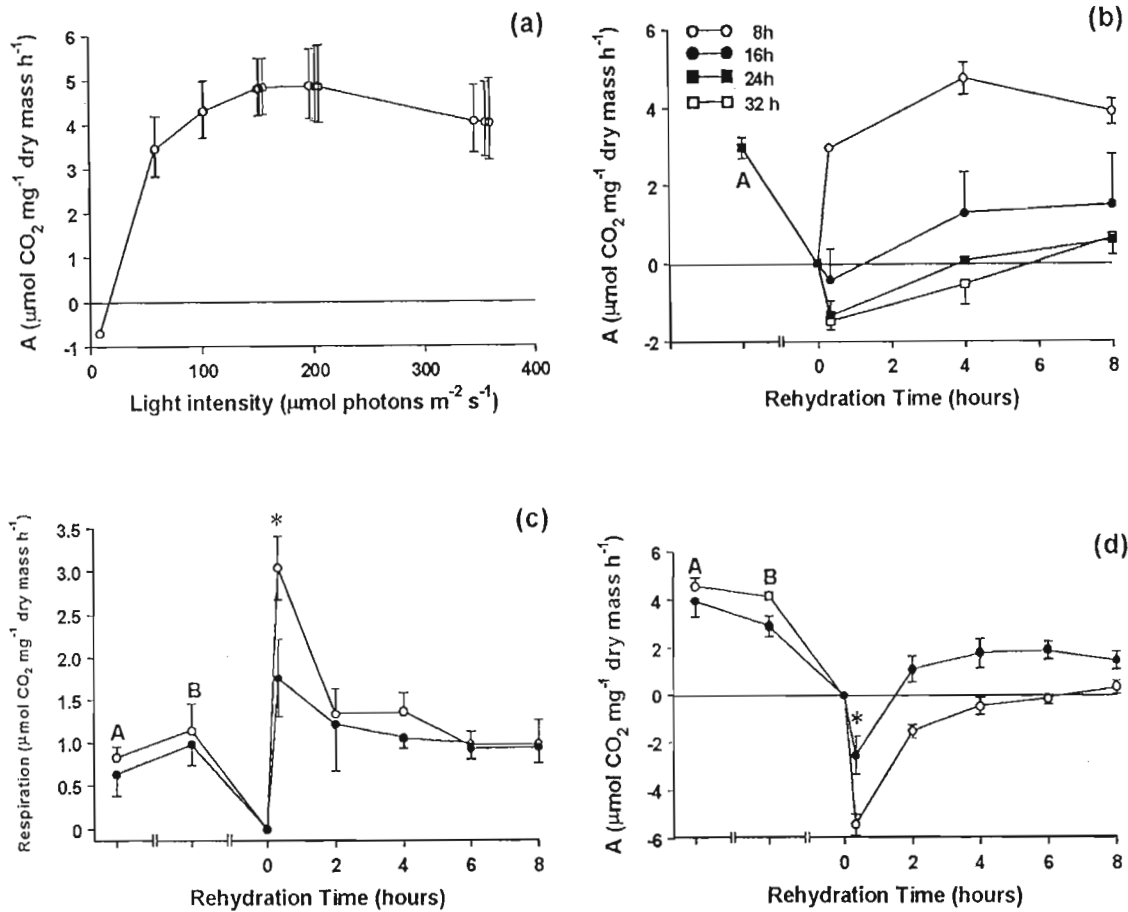 (a)
6
5
4
3
2
1
0
-1
A (μmol CO2 mg-1 dry mass h-1)
0 100 200 300 400
Light intensity (μmol photons m-2 s-1)
(b)
8h
16h
24h
32 h
6
4
2
0
-2
A
A (μmol CO2 mg-1 dry mass h-1)
0 2 4 6 8
Rehydration Time (hours)
(c)
3.5
3.0
2.5
2.0
1.5
1.0
0.5
0
*
A
B
Respiration (μmol CO2 mg-1 dry mass h-1)
0 2 4 6 8
Rehydration Time (hours)
(d)
6
4
2
0
-2
-4
-6
A
B
*
A (μmol CO2 mg-1 dry mass h-1)
0 2 4 6 8
Rehydration Time (hours)